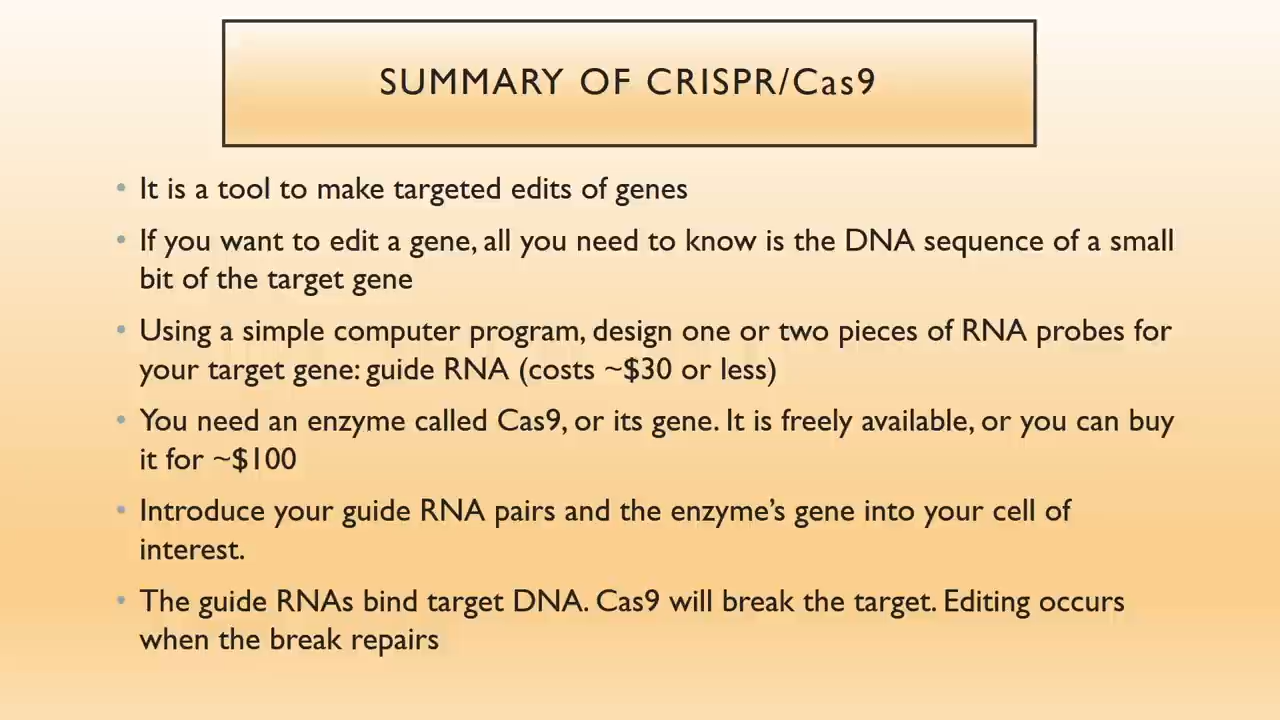 SUMMARY OF CRISPR/Cas9
• It is a tool to make targeted edits of genes
• If you want to edit a gene, all you need to know is the DNA sequence of a small
bit of the target gene
• Using a simple computer program, design one or two pieces of RNA probes for
your target gene: guide RNA (costs ~$30 or less)
• You need an enzyme called Cas9, or its gene. It is freely available, or you can buy
it for ~$100
• Introduce your guide RNA pairs and the enzyme’s gene into your cell of
interest.
• The guide RNAs bind target DNA. Cas9 will break the target. Editing occurs
when the break repairs